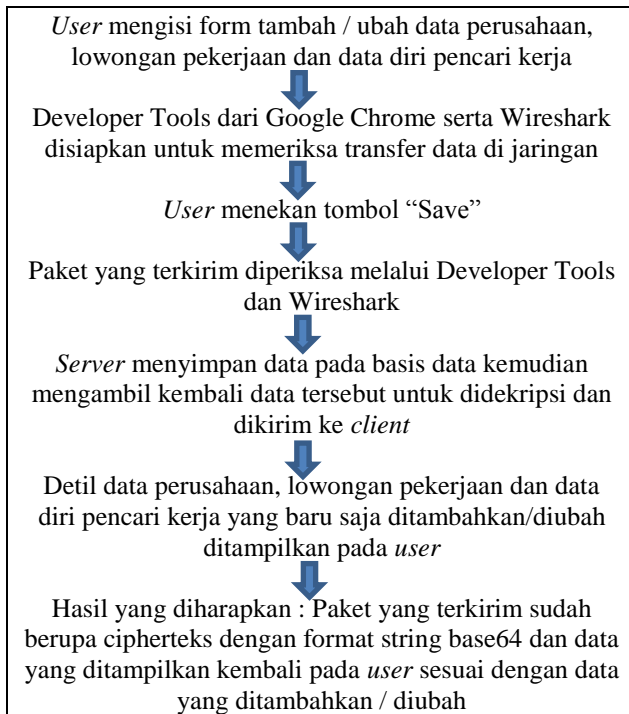 User mengisi form tambah / ubah data perusahaan,
lowongan pekerjaan dan data diri pencari kerja
Developer Tools dari Google Chrome serta Wireshark
disiapkan untuk memeriksa transfer data di jaringan
User menekan tombol “Save”
Paket yang terkirim diperiksa melalui Developer Tools
dan Wireshark
Server menyimpan data pada basis data kemudian
mengambil kembali data tersebut untuk didekripsi dan
dikirim ke client
Detil data perusahaan, lowongan pekerjaan dan data
diri pencari kerja yang baru saja ditambahkan/diubah
ditampilkan pada user
Hasil yang diharapkan : Paket yang terkirim sudah
berupa cipherteks dengan format string base64 dan data
yang ditampilkan kembali pada user sesuai dengan data
yang ditambahkan / diubah